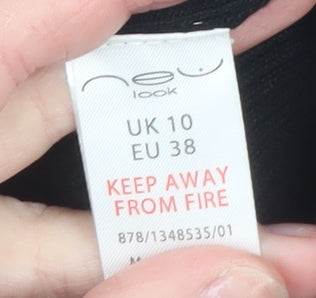 new
look
UK 10
EU 38
KEEP AWAY
FROM FIRE
878/1348535/01